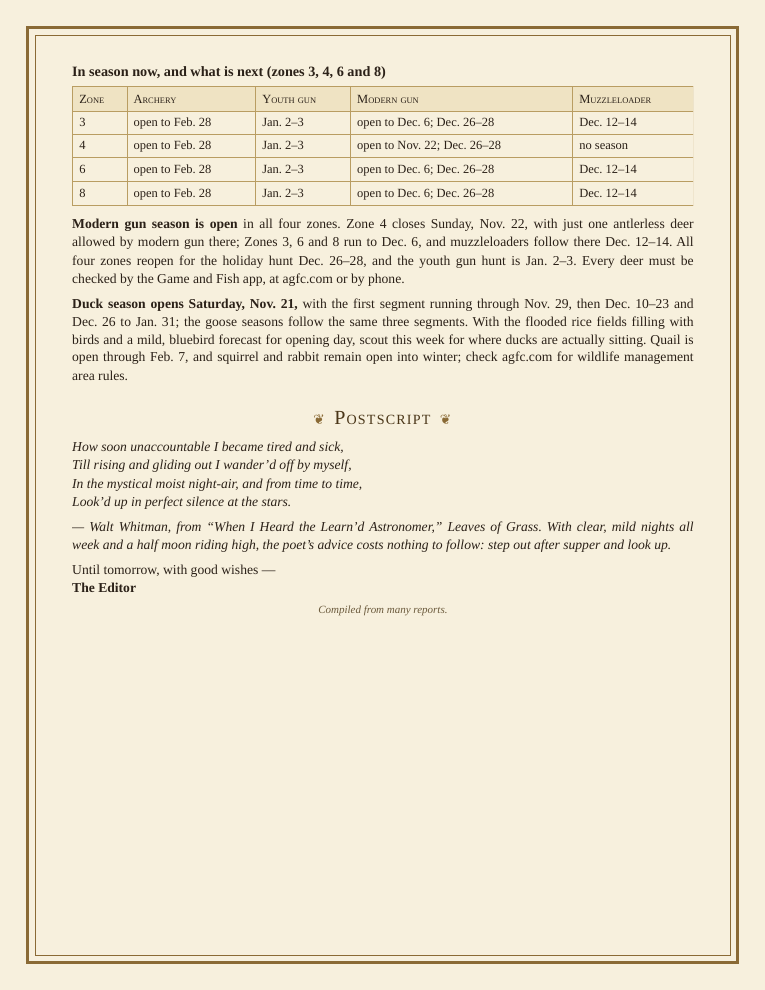 In season now, and what is next (zones 3, 4, 6 and 8)
Zone Archery Youth gun Modern gun Muzzleloader
3 open to Feb. 28 Jan. 2–3 open to Dec. 6; Dec. 26–28 Dec. 12–14
4 open to Feb. 28 Jan. 2–3 open to Nov. 22; Dec. 26–28 no season
6 open to Feb. 28 Jan. 2–3 open to Dec. 6; Dec. 26–28 Dec. 12–14
8 open to Feb. 28 Jan. 2–3 open to Dec. 6; Dec. 26–28 Dec. 12–14
Modern gun season is open in all four zones. Zone 4 closes Sunday, Nov. 22, with just one antlerless deer
allowed by modern gun there; Zones 3, 6 and 8 run to Dec. 6, and muzzleloaders follow there Dec. 12–14. All
four zones reopen for the holiday hunt Dec. 26–28, and the youth gun hunt is Jan. 2–3. Every deer must be
checked by the Game and Fish app, at agfc.com or by phone.
Duck season opens Saturday, Nov. 21, with the first segment running through Nov. 29, then Dec. 10–23 and
Dec. 26 to Jan. 31; the goose seasons follow the same three segments. With the flooded rice fields filling with
birds and a mild, bluebird forecast for opening day, scout this week for where ducks are actually sitting. Quail is
open through Feb. 7, and squirrel and rabbit remain open into winter; check agfc.com for wildlife management
area rules.
❦ Postscript ❦
How soon unaccountable I became tired and sick,
Till rising and gliding out I wander’d off by myself,
In the mystical moist night-air, and from time to time,
Look’d up in perfect silence at the stars.
— Walt Whitman, from “When I Heard the Learn’d Astronomer,” Leaves of Grass. With clear, mild nights all
week and a half moon riding high, the poet’s advice costs nothing to follow: step out after supper and look up.
Until tomorrow, with good wishes —
The Editor
Compiled from many reports.